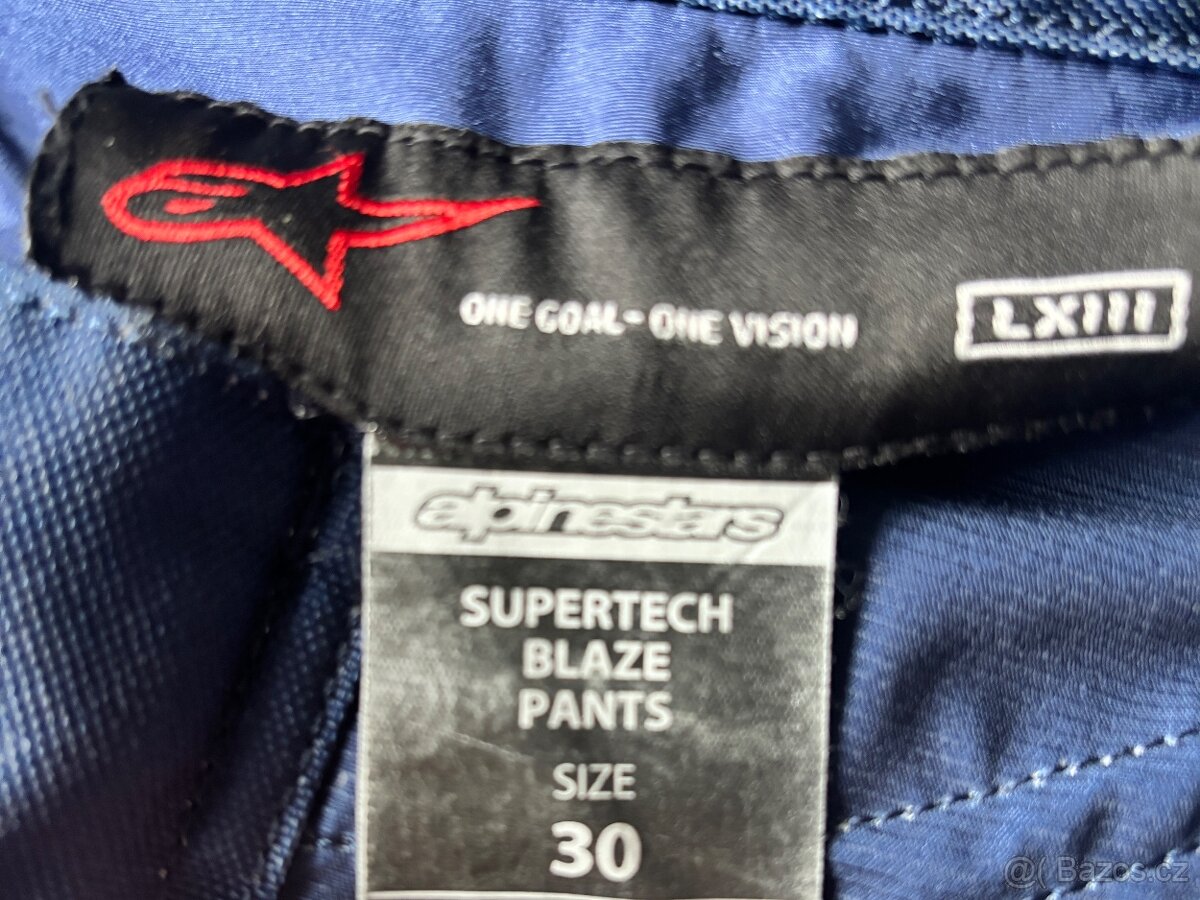 ONE GOAL - ONE VISION
LXIII
alpinestars
SUPERTECH
BLAZE
PANTS
SIZE
30
@( Bazos.cz